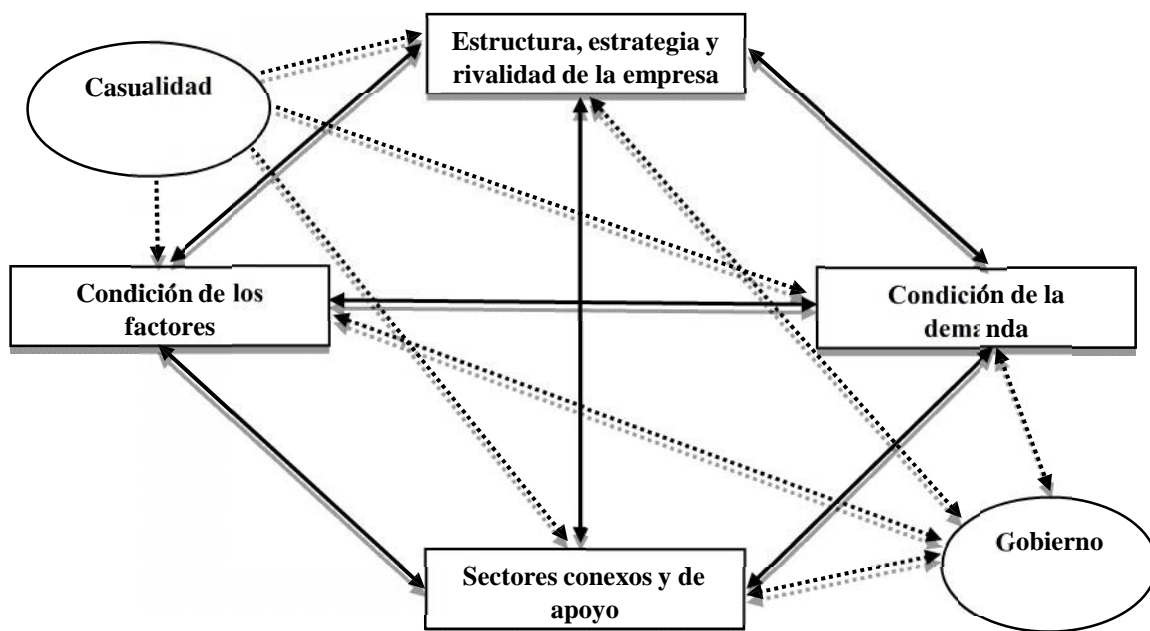 Estructura, estrategia y
rivalidad de la empresa
Casualidad
Condición de los
factores
Condición de la
demanda
Gobierno
Sectores conexos y de
apoyo